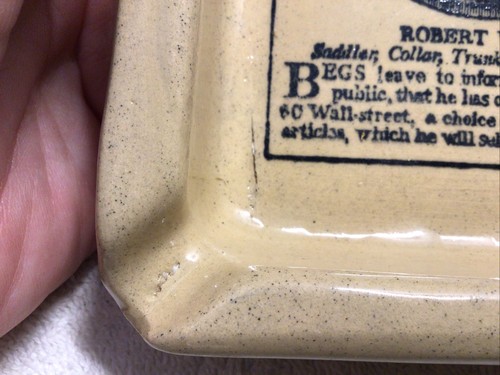 ROBERT
Saddler, Collar, Trunk
BEGS leave to infor
public, that he has o
60 Wall-street, a choice
articles, which he will sel